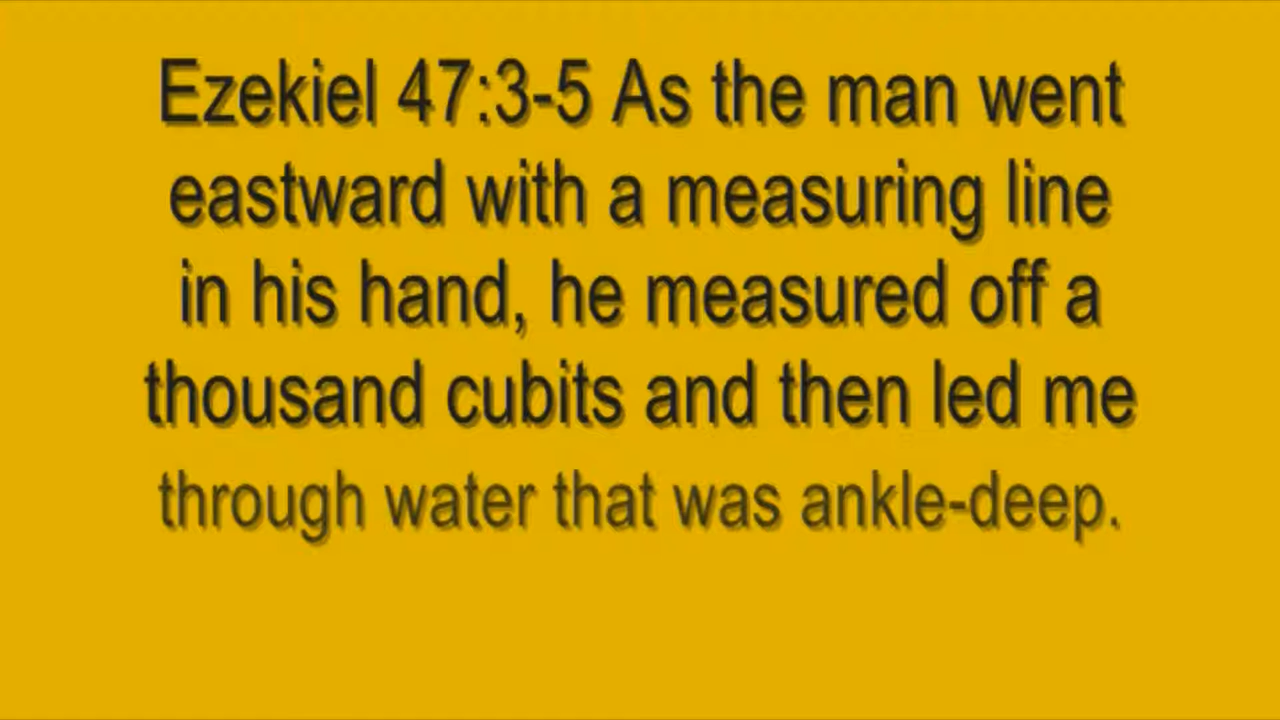 Ezekiel 47:3-5 As the man went
eastward with a measuring line
in his hand, he measured off a
thousand cubits and then led me
through water that was ankle-deep.